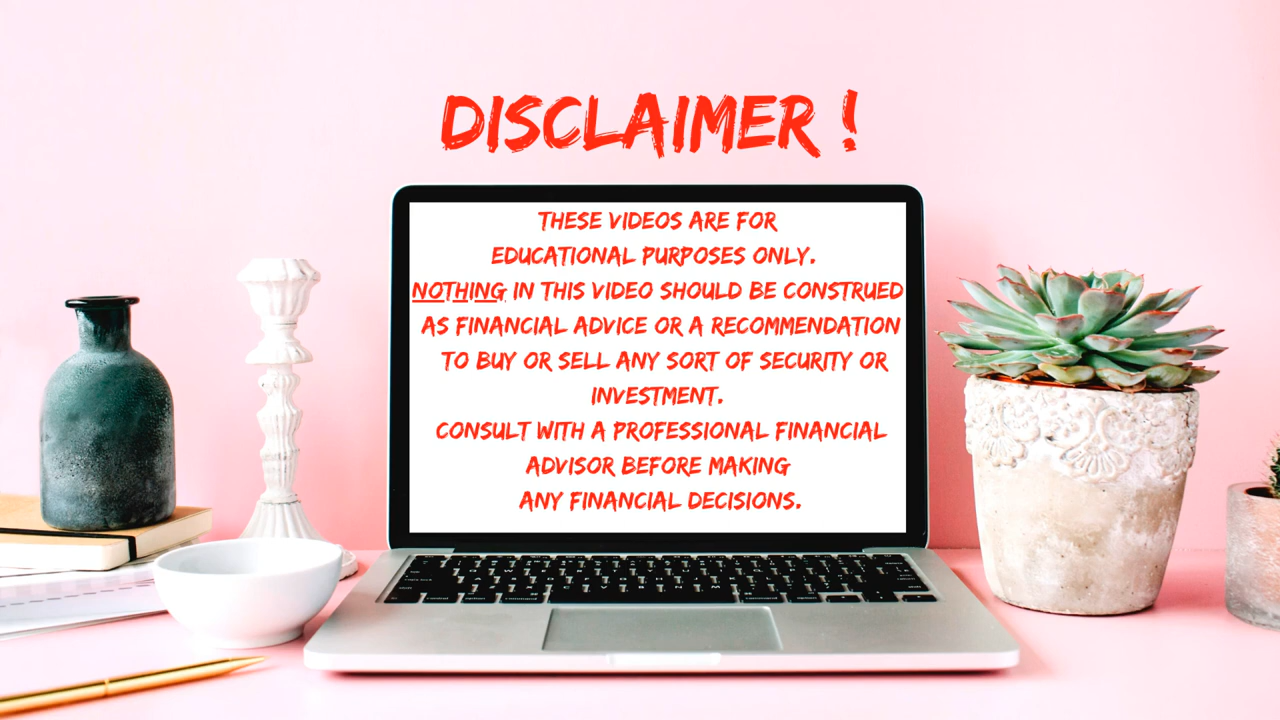 DISCLAIMER !
THESE VIDEOS ARE FOR
EDUCATIONAL PURPOSES ONLY.
NOTHING IN THIS VIDEO SHOULD BE CONSTRUED
AS FINANCIAL ADVICE OR A RECOMMENDATION
TO BUY OR SELL ANY SORT OF SECURITY OR
INVESTMENT.
CONSULT WITH A PROFESSIONAL FINANCIAL
ADVISOR BEFORE MAKING
ANY FINANCIAL DECISIONS.